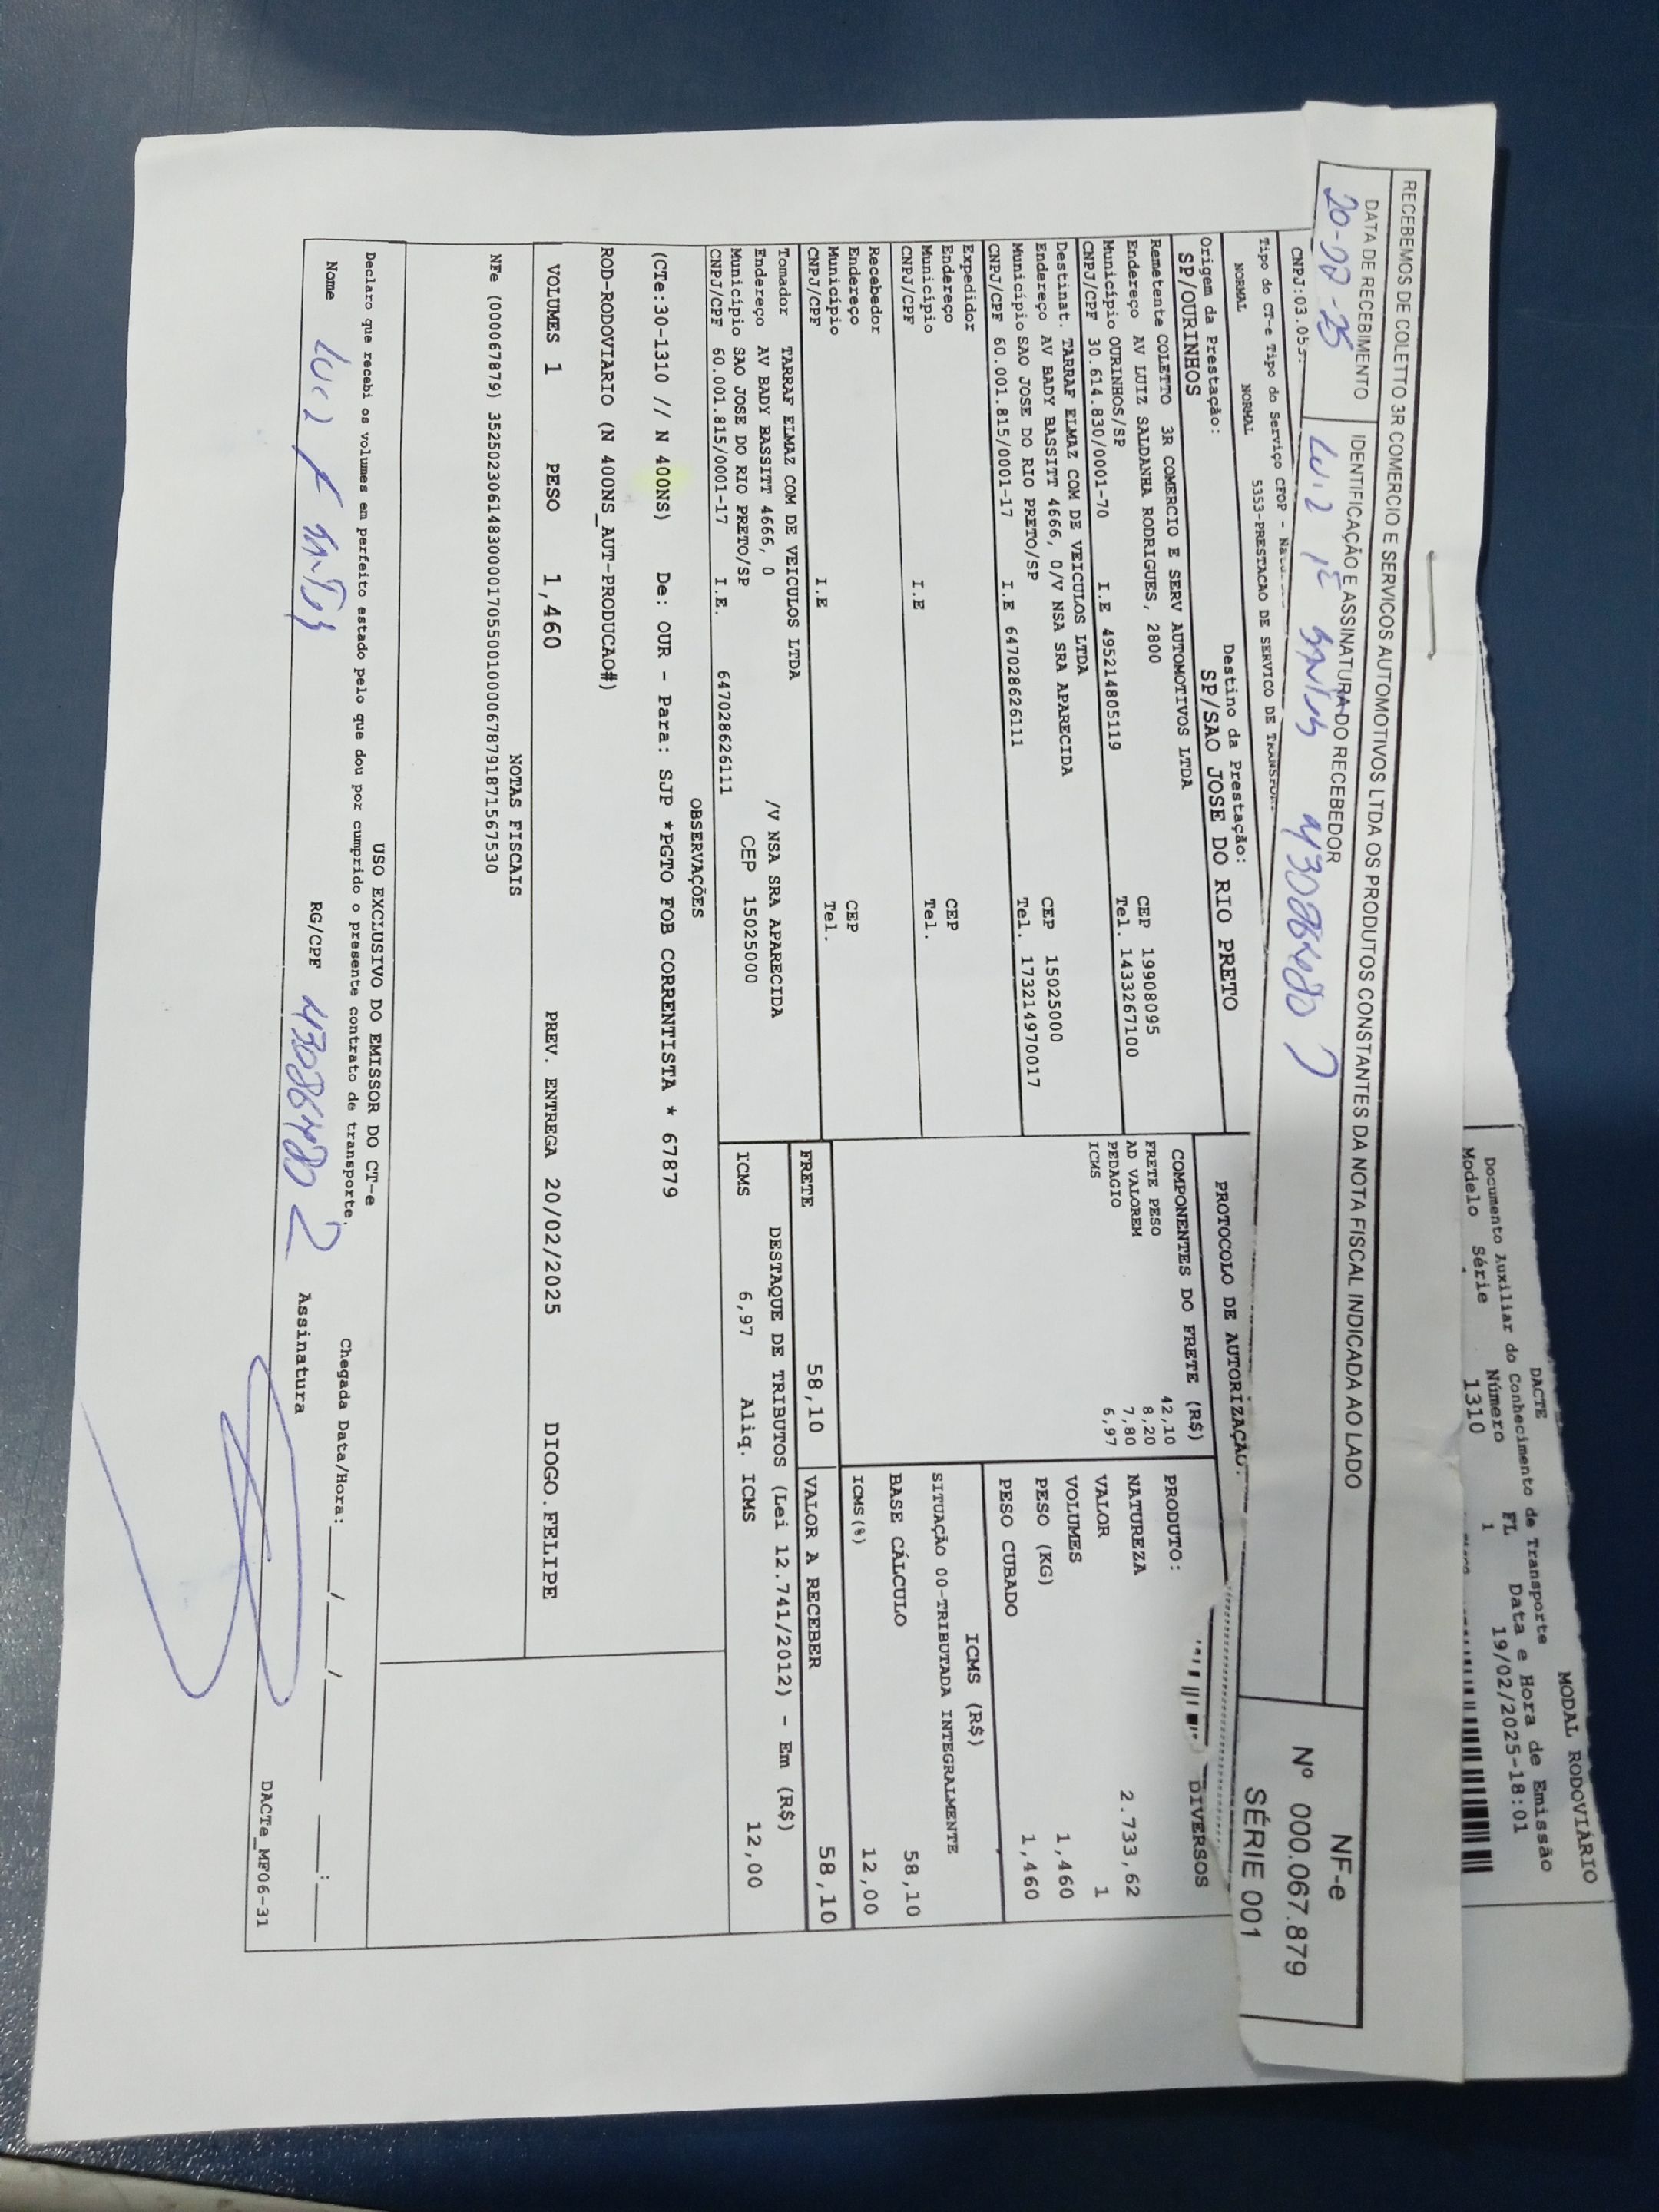 DACTE
MODAL RODOVIÁRIO
Documento Auxiliar do Conhecimento de Transporte
Modelo Série Número FL Data e Hora de Emissão
1310 1 19/02/2025-18:01
RECEBEMOS DE COLETTO 3R COMERCIO E SERVICOS AUTOMOTIVOS LTDA OS PRODUTOS CONSTANTES DA NOTA FISCAL INDICADA AO LADO
DATA DE RECEBIMENTO
IDENTIFICAÇÃO E ASSINATURA DO RECEBEDOR
NF-e
Nº 000.067.879
SÉRIE 001
CNPJ:03.055.
Tipo do CT-e Tipo do Serviço CFOP -
NORMAL NORMAL 5353-PRESTACAO DE SERVICO DE
PROTOCOLO DE AUTORIZAÇÃO:
Origem da Prestação: Destino da Prestação:
SP/OURINHOS SP/SAO JOSE DO RIO PRETO
Remetente COLETTO 3R COMERCIO E SERV AUTOMOTIVOS LTDA
Endereço AV LUIZ SALDANHA RODRIGUES, 2800 CEP 19908095
Município OURINHOS/SP Tel. 1433267100
CNPJ/CPF 30.614.830/0001-70 I.E 495214805119
Destinat. TARRAF ELMAZ COM DE VEICULOS LTDA
Endereço AV BADY BASSITT 4666, 0/V NSA SRA APARECIDA CEP 15025000
Município SAO JOSE DO RIO PRETO/SP Tel. 173214970017
CNPJ/CPF 60.001.815/0001-17 I.E 647028626111
Expedidor
Endereço CEP
Município Tel.
CNPJ/CPF I.E
Recebedor
Endereço CEP
Município Tel.
CNPJ/CPF I.E
COMPONENTES DO FRETE (R$)
FRETE PESO 42,10
AD VALOREM 8,20
PEDAGIO 7,80
ICMS 6,97
PRODUTO: DIVERSOS
NATUREZA
VALOR 2.733,62
VOLUMES 1
PESO (KG) 1,460
PESO CUBADO 1,460
ICMS (R$)
SITUAÇÃO 00-TRIBUTADA INTEGRALMENTE
BASE CÁLCULO 58,10
ICMS(%) 12,00
FRETE 58,10 VALOR A RECEBER 58,10
Tomador TARRAF ELMAZ COM DE VEICULOS LTDA
Endereço AV BADY BASSITT 4666, 0 /V NSA SRA APARECIDA
Município SAO JOSE DO RIO PRETO/SP CEP 15025000
CNPJ/CPF 60.001.815/0001-17 I.E. 647028626111
DESTAQUE DE TRIBUTOS (Lei 12.741/2012) - Em (R$)
ICMS 6,97 Aliq. ICMS 12,00
OBSERVAÇÕES
(CTe:30-1310 // N 400NS) De: OUR - Para: SJP *PGTO FOB CORRENTISTA * 67879
ROD-RODOVIARIO (N 400NS_AUT-PRODUCAO#)
VOLUMES 1 PESO 1,460 PREV. ENTREGA 20/02/2025 DIOGO.FELIPE
NOTAS FISCAIS
NFe (000067879) 35250230614830000170550010000678791871567530
USO EXCLUSIVO DO EMISSOR DO CT-e
Declaro que recebi os volumes em perfeito estado pelo que dou por cumprido o presente contrato de transporte.
Chegada Data/Hora: ____/____/______ ___:___
Nome RG/CPF Assinatura
DACTe_MF06-31